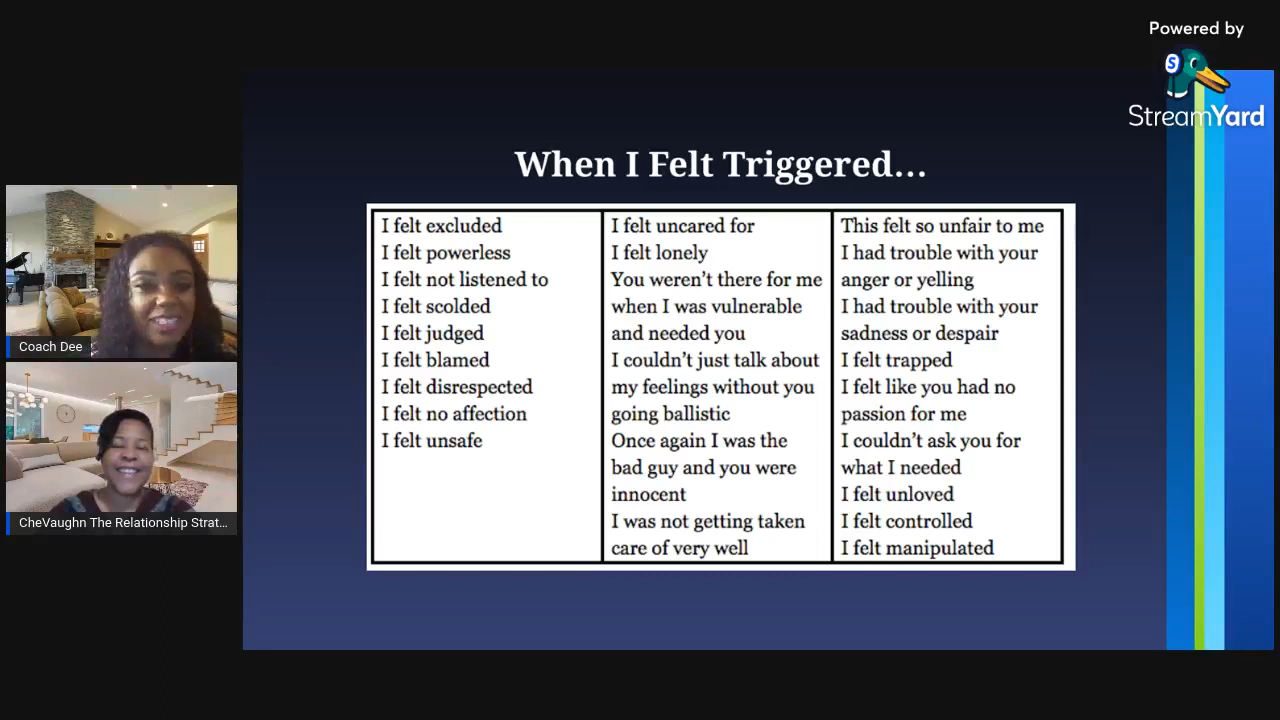 Powered by
StreamYard
When I Felt Triggered...
I felt excluded
I felt powerless
I felt not listened to
I felt scolded
I felt judged
I felt blamed
I felt disrespected
I felt no affection
I felt unsafe
I felt uncared for
I felt lonely
You weren't there for me
when I was vulnerable
and needed you
I couldn't just talk about
my feelings without you
going ballistic
Once again I was the
bad guy and you were
innocent
I was not getting taken
care of very well
This felt so unfair to me
I had trouble with your
anger or yelling
I had trouble with your
sadness or despair
I felt trapped
I felt like you had no
passion for me
I couldn't ask you for
what I needed
I felt unloved
I felt controlled
I felt manipulated
Coach Dee
CheVaughn The Relationship Strat...